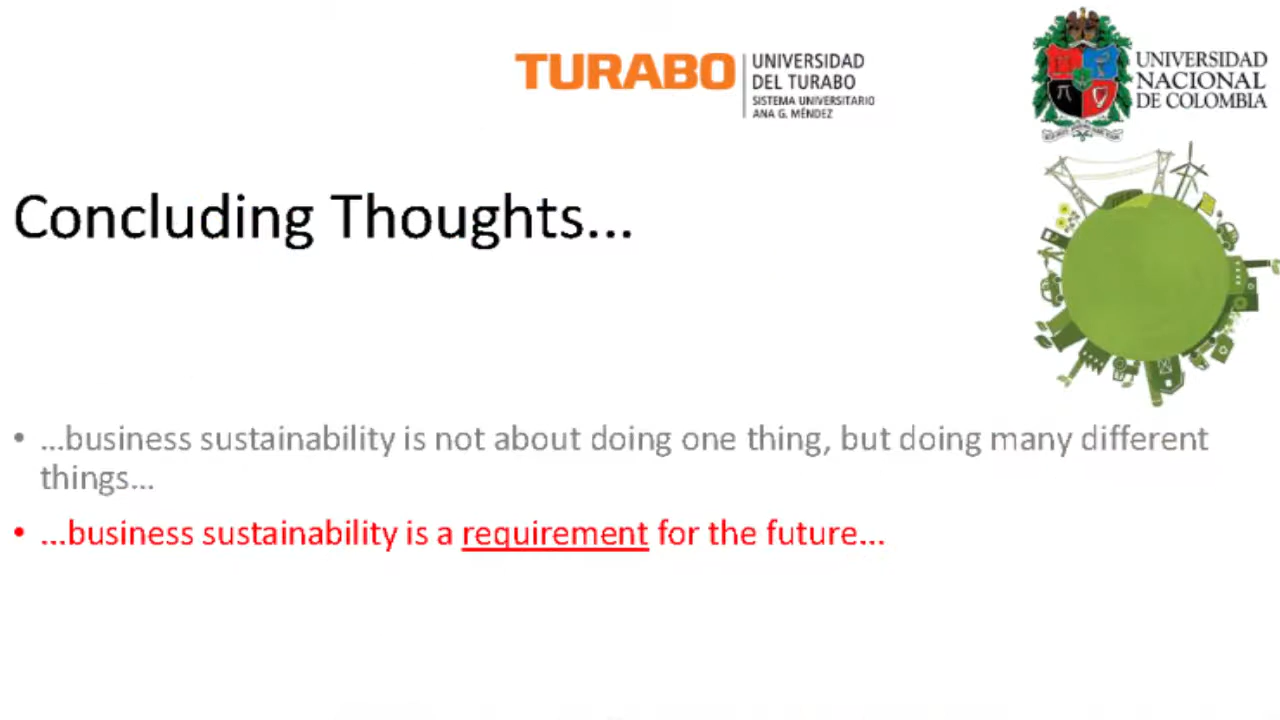 TURABO
UNIVERSIDAD
DEL TURABO
SISTEMA UNIVERSITARIO
ANA G. MÉNDEZ
UNIVERSIDAD
NACIONAL
DE COLOMBIA
Concluding Thoughts...
• ...business sustainability is not about doing one thing, but doing many different
things...
• ...business sustainability is a requirement for the future...